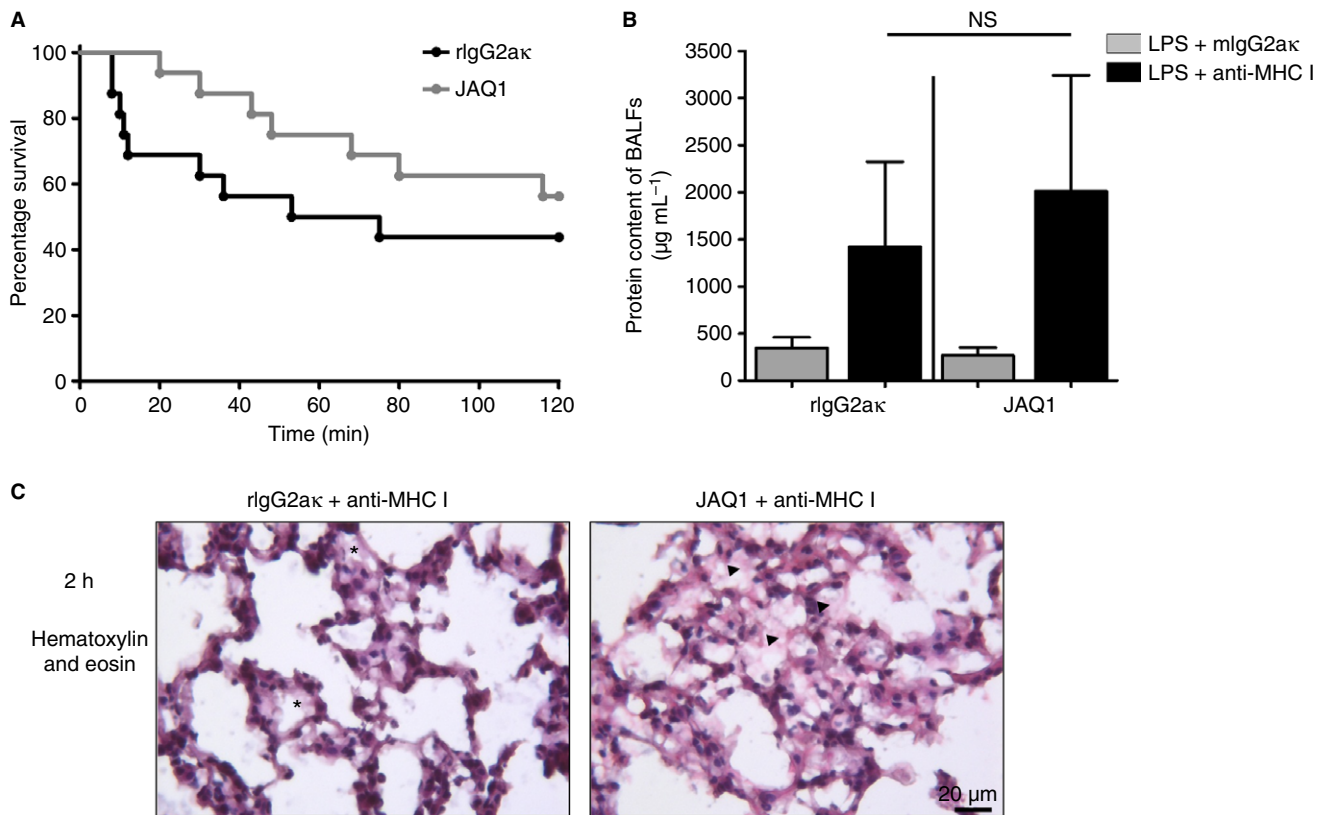 A
100
80
60
40
20
0
Percentage survival
0 20 40 60 80 100 120
Time (min)
rIgG2aκ
JAQ1
B
NS
LPS + mIgG2aκ
LPS + anti-MHC I
3500
3000
2500
2000
1500
1000
500
0
Protein content of BALFs
(µg mL⁻¹)
rIgG2aκ JAQ1
C
rIgG2aκ + anti-MHC I
JAQ1 + anti-MHC I
2 h
Hematoxylin
and eosin
*
*
20 µm